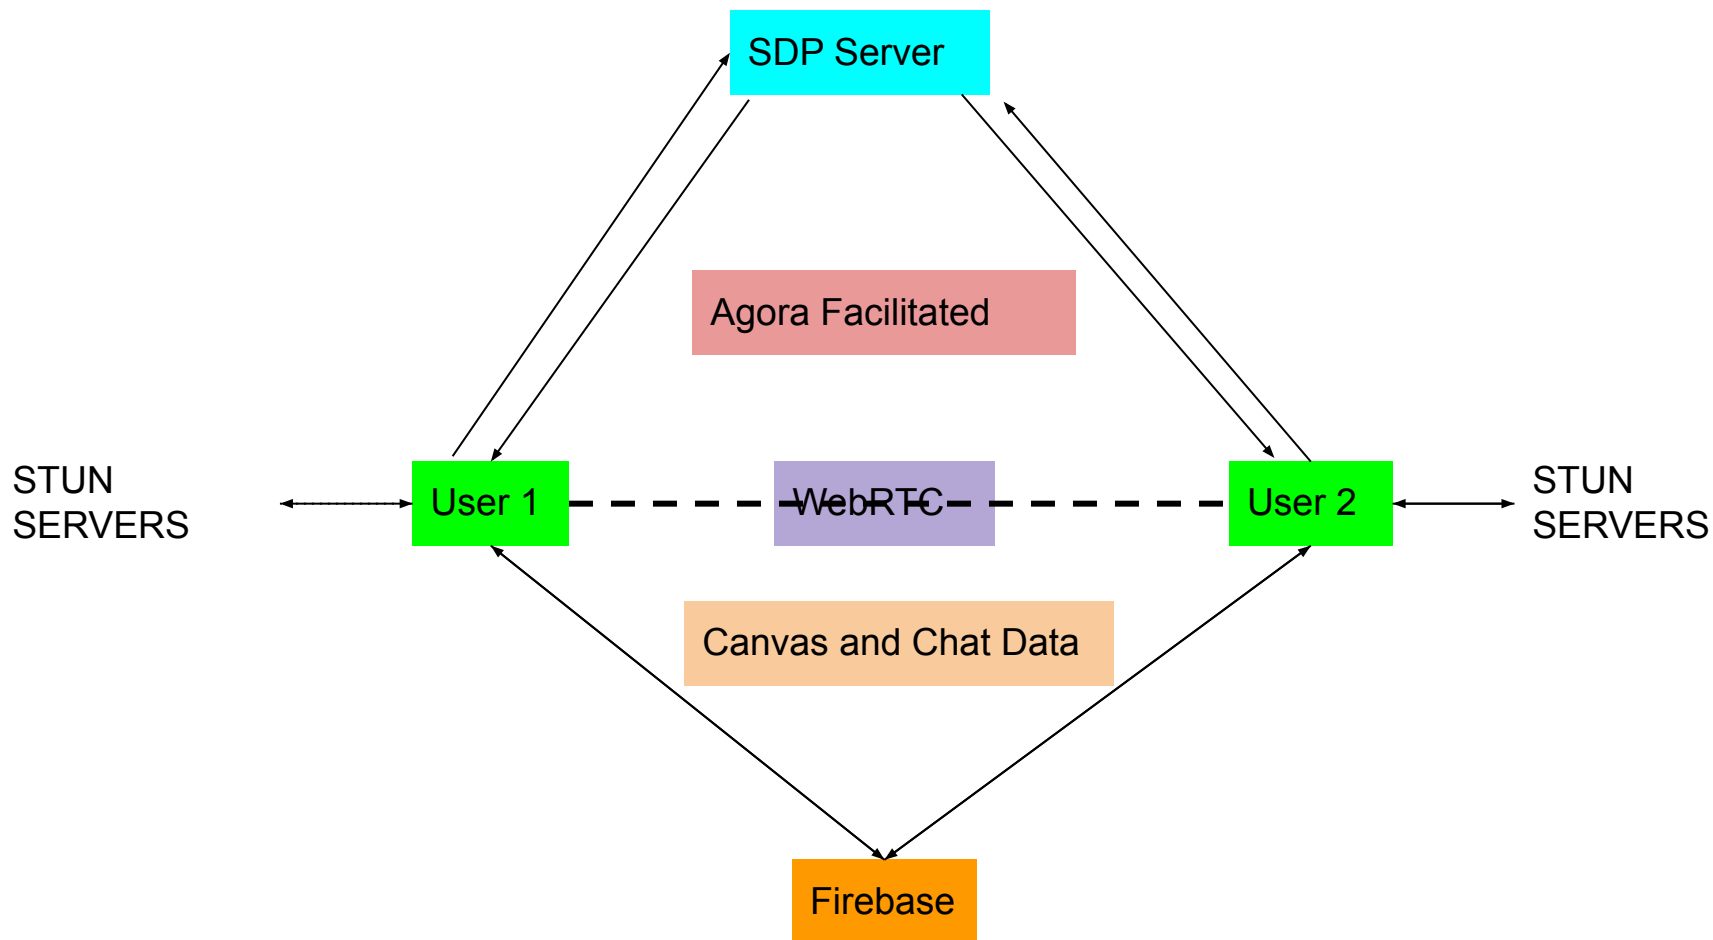 SDP Server
Agora Facilitated
STUN
SERVERS
User 1
WebRTC
User 2
STUN
SERVERS
Canvas and Chat Data
Firebase